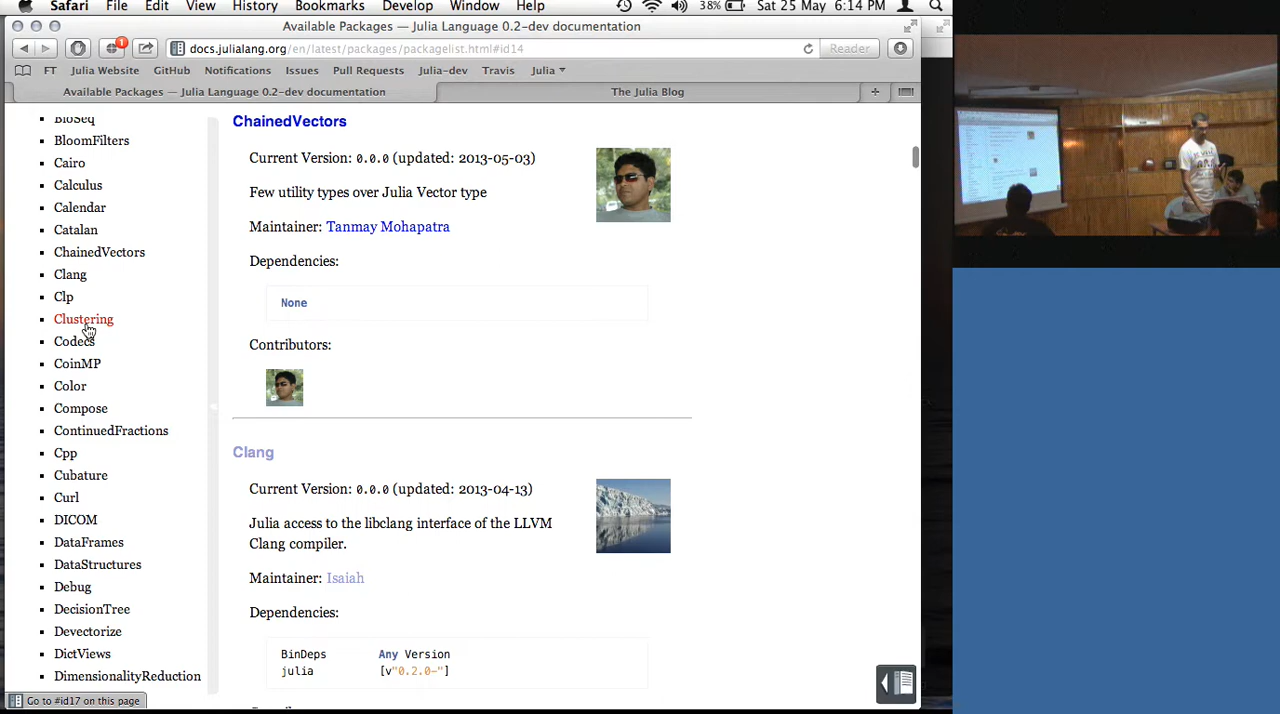 Safari File Edit View History Bookmarks Develop Window Help 38% Sat 25 May 6:14 PM
Available Packages — Julia Language 0.2-dev documentation
1
docs.julialang.org/en/latest/packages/packagelist.html#id14
Reader
FT Julia Website GitHub Notifications Issues Pull Requests Julia-dev Travis Julia
Available Packages — Julia Language 0.2-dev documentation
The Julia Blog
BioSeq
BloomFilters
Cairo
Calculus
Calendar
Catalan
ChainedVectors
Clang
Clp
Clustering
Codecs
CoinMP
Color
Compose
ContinuedFractions
Cpp
Cubature
Curl
DICOM
DataFrames
DataStructures
Debug
DecisionTree
Devectorize
DictViews
DimensionalityReduction
ChainedVectors
Current Version: 0.0.0 (updated: 2013-05-03)
Few utility types over Julia Vector type
Maintainer: Tanmay Mohapatra
Dependencies:
None
Contributors:
Clang
Current Version: 0.0.0 (updated: 2013-04-13)
Julia access to the libclang interface of the LLVM
Clang compiler.
Maintainer: Isaiah
Dependencies:
BinDeps Any Version
julia [v"0.2.0-"]
Go to #id17 on this page